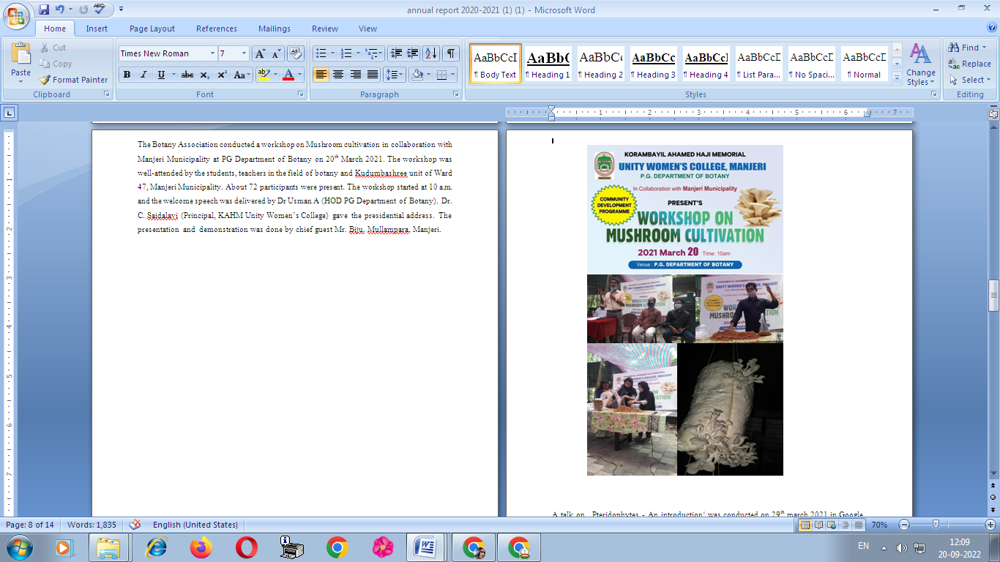 annual report 2020-2021 (1) (1) - Microsoft Word
Home Insert Page Layout References Mailings Review View
Paste
Cut
Copy
Format Painter
Clipboard
Times New Roman 7
Font
Paragraph
AaBbCcD AaBbC AaBbCc AaBbCc AaBbCcI AaBbCcD AaBbCcD AaBbCcD
¶ Body Text ¶ Heading 1 ¶ Heading 2 ¶ Heading 3 ¶ Heading 4 ¶ List Para... ¶ No Spaci... ¶ Normal
Change Styles
Styles
Find
Replace
Select
Editing
The Botany Association conducted a workshop on Mushroom cultivation in collaboration with
Manjeri Municipality at PG Department of Botany on 20th March 2021. The workshop was
well-attended by the students, teachers in the field of botany and Kudumbashree unit of Ward
47, Manjeri Municipality. About 72 participants were present. The workshop started at 10 a.m.
and the welcome speech was delivered by Dr Usman A (HOD PG Department of Botany). Dr.
C. Saidalavi (Principal, KAHM Unity Women's College) gave the presidential address. The
presentation and demonstration was done by chief guest Mr. Biju, Mullampara, Manjeri.
KORAMBAYIL AHAMED HAJI MEMORIAL
UNITY WOMEN'S COLLEGE, MANJERI
P.G. DEPARTMENT OF BOTANY
In Collaboration with Manjeri Municipality
COMMUNITY
DEVELOPMENT
PROGRAMME
PRESENT'S
WORKSHOP ON
MUSHROOM CULTIVATION
2021 March 20 Time: 10am
Venue : P.G. DEPARTMENT OF BOTANY
A talk on Pteridophytes - An introduction' was conducted on 29th march 2021 in Google
Page: 8 of 14 Words: 1,835 English (United States) 70%
EN 12:09
20-09-2022